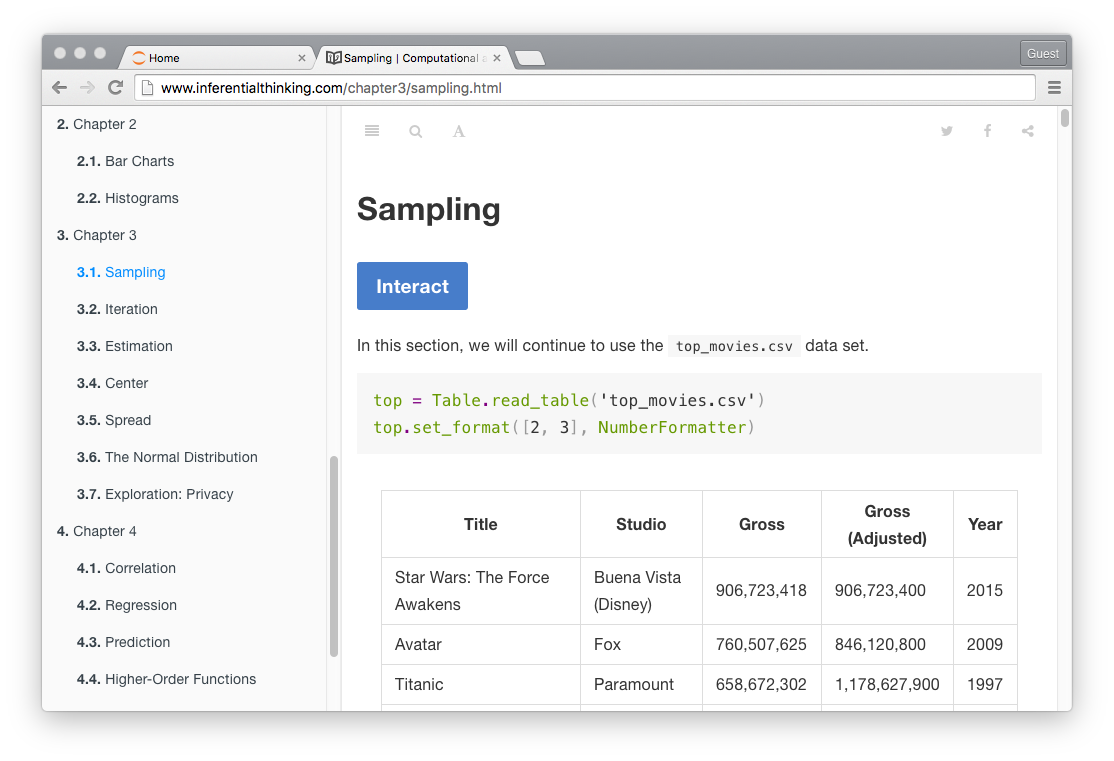 Home
Sampling | Computational a
Guest
www.inferentialthinking.com/chapter3/sampling.html
2. Chapter 2
2.1. Bar Charts
2.2. Histograms
3. Chapter 3
3.1. Sampling
3.2. Iteration
3.3. Estimation
3.4. Center
3.5. Spread
3.6. The Normal Distribution
3.7. Exploration: Privacy
4. Chapter 4
4.1. Correlation
4.2. Regression
4.3. Prediction
4.4. Higher-Order Functions
A
Sampling
Interact
In this section, we will continue to use the top_movies.csv data set.
top = Table.read_table('top_movies.csv')
top.set_format([2, 3], NumberFormatter)
Title Studio Gross Gross (Adjusted) Year
Star Wars: The Force Awakens Buena Vista (Disney) 906,723,418 906,723,400 2015
Avatar Fox 760,507,625 846,120,800 2009
Titanic Paramount 658,672,302 1,178,627,900 1997